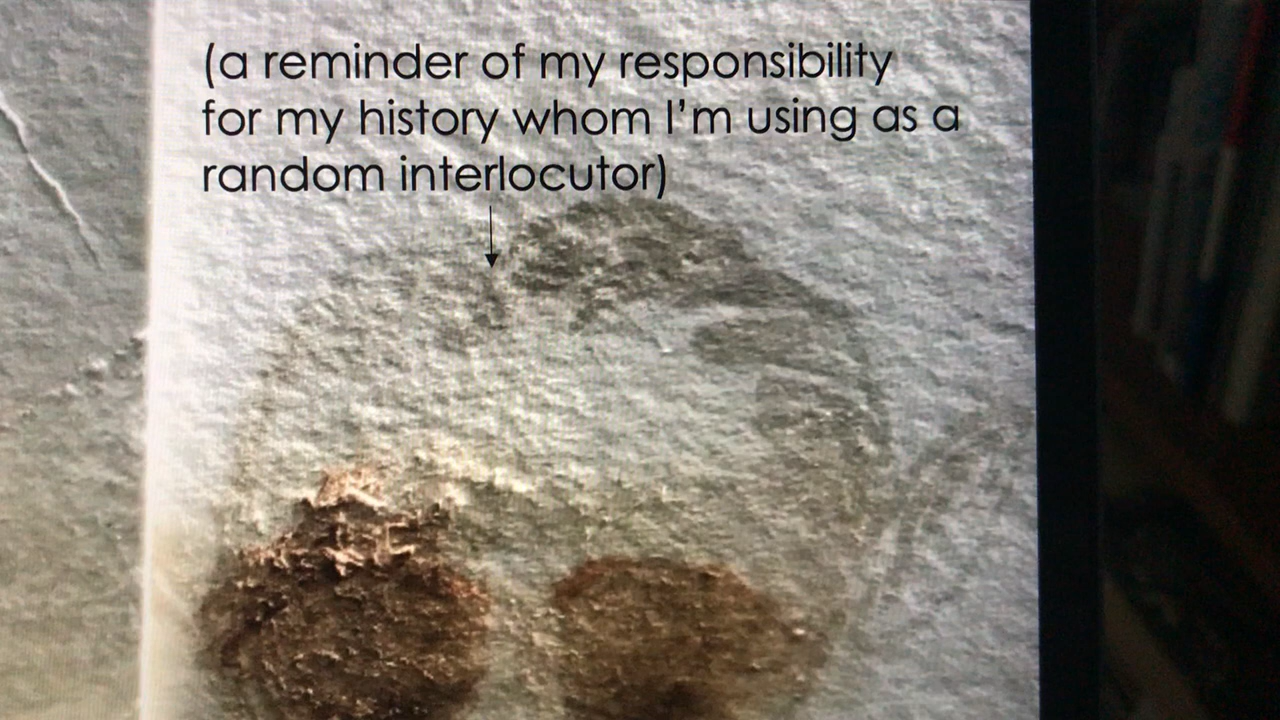 (a reminder of my responsibility
for my history whom I'm using as a
random interlocutor)